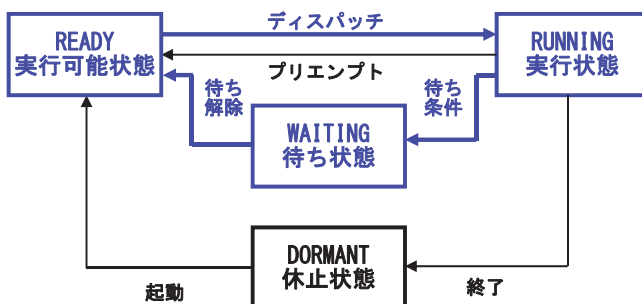 ディスパッチ
READY
実行可能状態
RUNNING
実行状態
プリエンプト
待ち
解除
待ち
条件
WAITING
待ち状態
DORMANT
休止状態
起動
終了